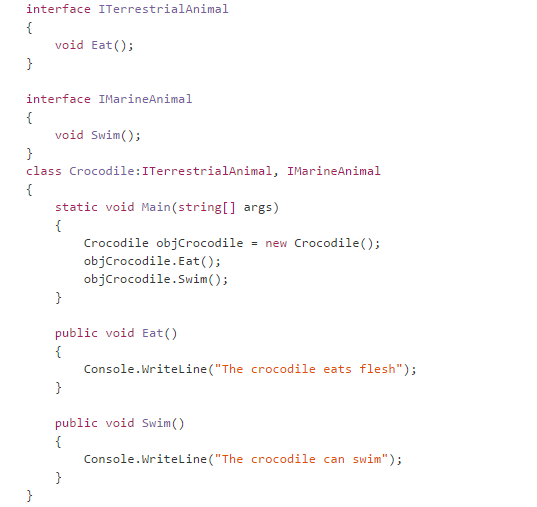 interface ITerrestrialAnimal
{
    void Eat();
}

interface IMarineAnimal
{
    void Swim();
}
class Crocodile:ITerrestrialAnimal, IMarineAnimal
{
    static void Main(string[] args)
    {
        Crocodile objCrocodile = new Crocodile();
        objCrocodile.Eat();
        objCrocodile.Swim();
    }

    public void Eat()
    {
        Console.WriteLine("The crocodile eats flesh");
    }

    public void Swim()
    {
        Console.WriteLine("The crocodile can swim");
    }
}